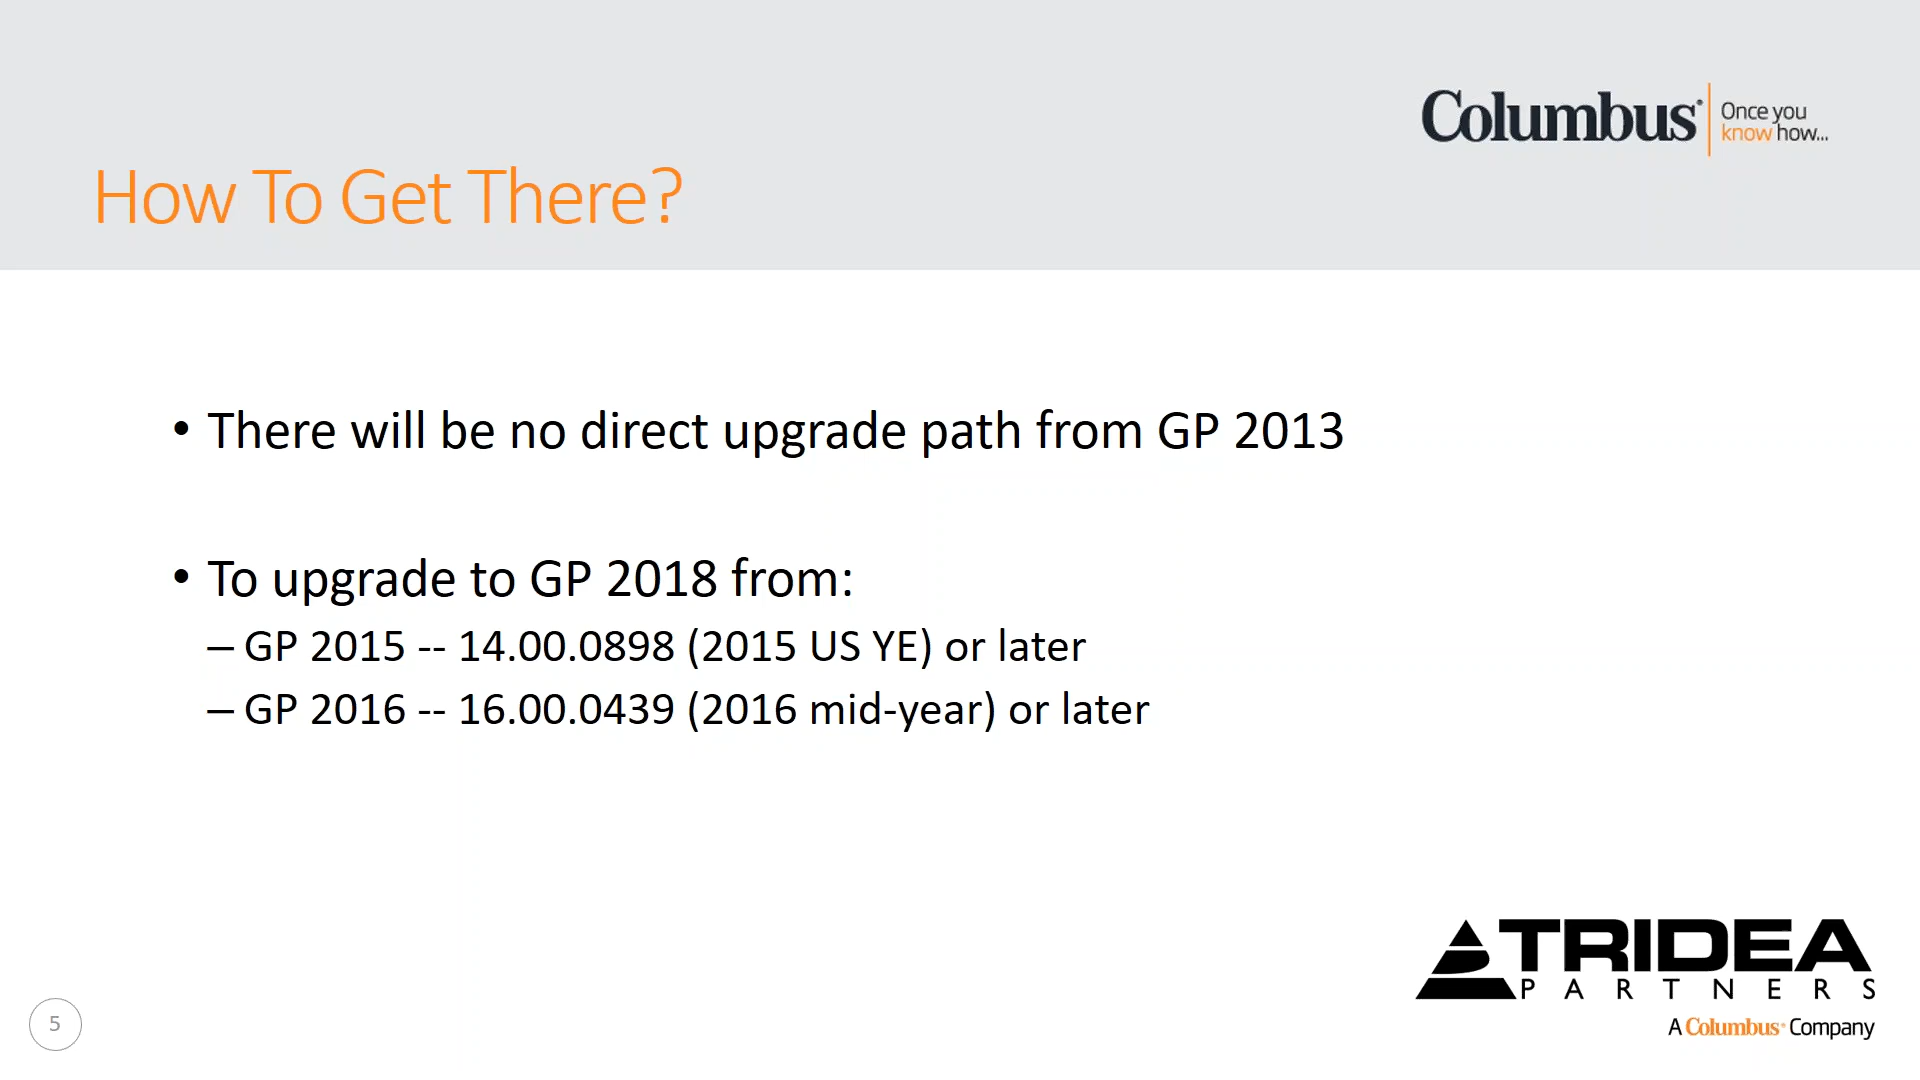 Columbus® Once you
know how...
How To Get There?
• There will be no direct upgrade path from GP 2013
• To upgrade to GP 2018 from:
– GP 2015 -- 14.00.0898 (2015 US YE) or later
– GP 2016 -- 16.00.0439 (2016 mid-year) or later
TRIDEA
PARTNERS
A Columbus® Company
5